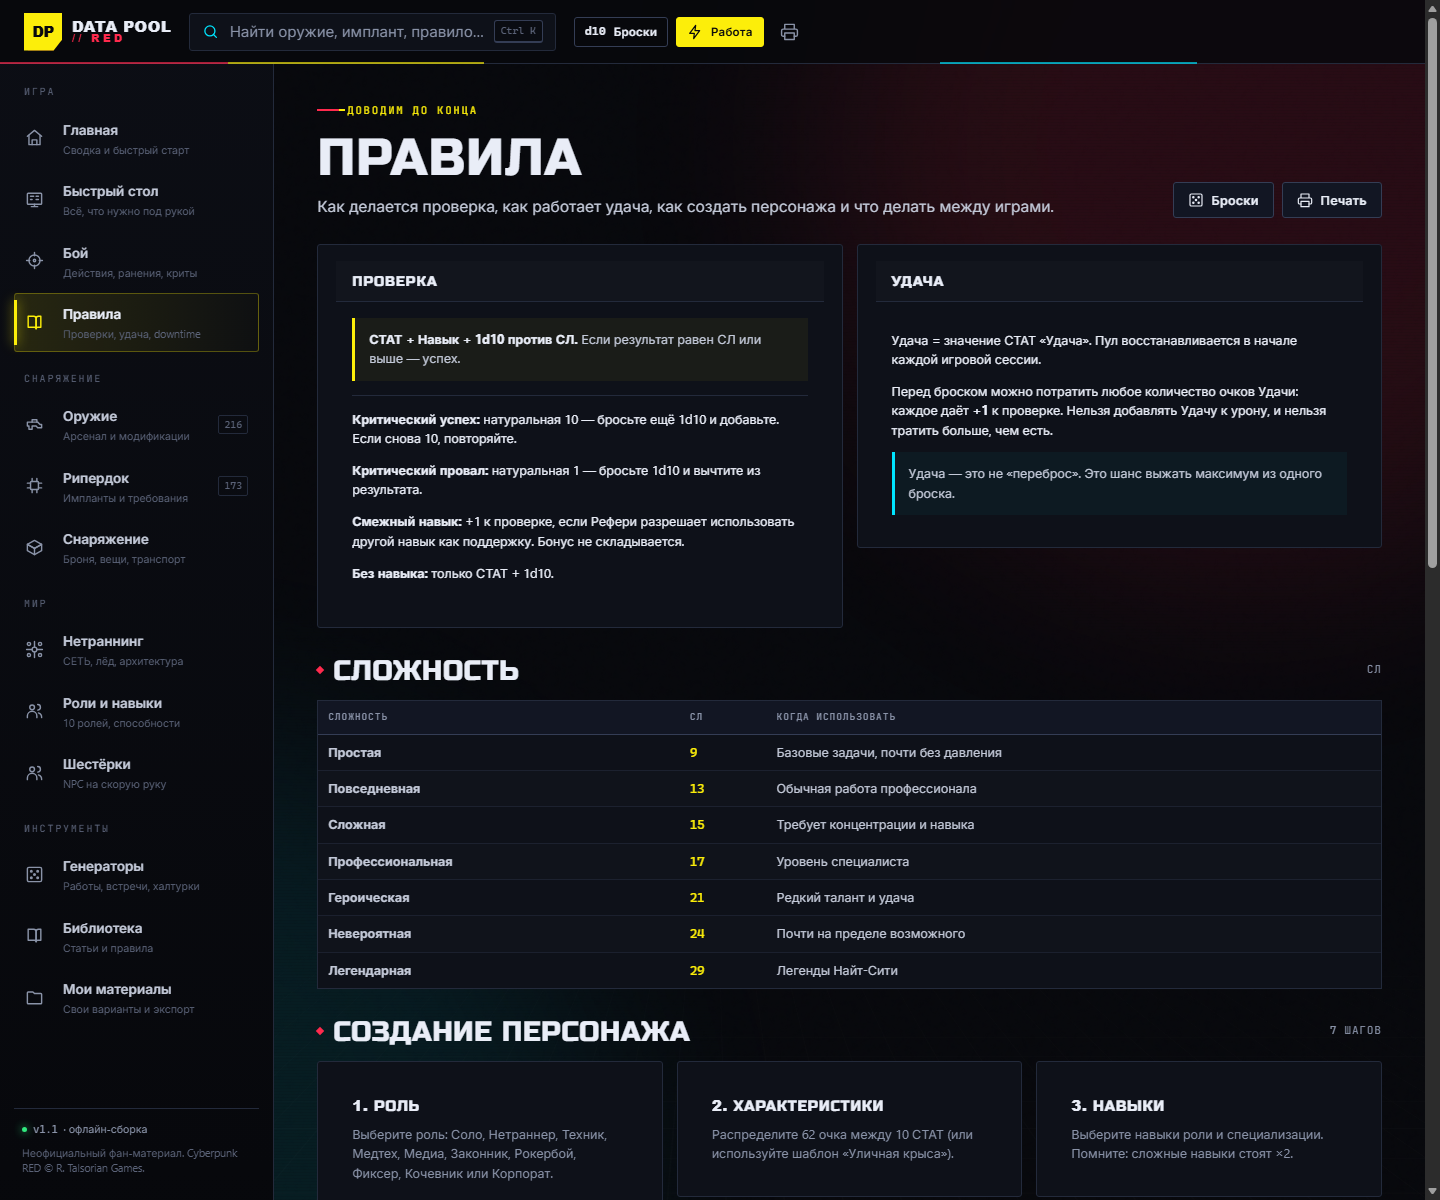 DP
DATA POOL
// RED
Найти оружие, имплант, правило...
Ctrl K
d10 Броски
Работа
ИГРА
Главная
Сводка и быстрый старт
Быстрый стол
Всё, что нужно под рукой
Бой
Действия, ранения, криты
Правила
Проверки, удача, downtime
СНАРЯЖЕНИЕ
Оружие
216
Арсенал и модификации
Рипердок
173
Импланты и требования
Снаряжение
Броня, вещи, транспорт
МИР
Нетраннинг
СЕТЬ, лёд, архитектура
Роли и навыки
10 ролей, способности
Шестёрки
NPC на скорую руку
ИНСТРУМЕНТЫ
Генераторы
Работы, встречи, халтурки
Библиотека
Статьи и правила
Мои материалы
Свои варианты и экспорт
v1.1 · офлайн-сборка
Неофициальный фан-материал. Cyberpunk
RED © R. Talsorian Games.
ДОВОДИМ ДО КОНЦА
ПРАВИЛА
Как делается проверка, как работает удача, как создать персонажа и что делать между играми.
Броски
Печать
ПРОВЕРКА
СТАТ + Навык + 1d10 против СЛ. Если результат равен СЛ или
выше — успех.
Критический успех: натуральная 10 — бросьте ещё 1d10 и добавьте.
Если снова 10, повторяйте.
Критический провал: натуральная 1 — бросьте 1d10 и вычтите из
результата.
Смежный навык: +1 к проверке, если Рефери разрешает использовать
другой навык как поддержку. Бонус не складывается.
Без навыка: только СТАТ + 1d10.
УДАЧА
Удача = значение СТАТ «Удача». Пул восстанавливается в начале
каждой игровой сессии.
Перед броском можно потратить любое количество очков Удачи:
каждое даёт +1 к проверке. Нельзя добавлять Удачу к урону, и нельзя
тратить больше, чем есть.
Удача — это не «переброс». Это шанс выжать максимум из одного
броска.
СЛОЖНОСТЬ
СЛ
СЛОЖНОСТЬ СЛ КОГДА ИСПОЛЬЗОВАТЬ
Простая 9 Базовые задачи, почти без давления
Повседневная 13 Обычная работа профессионала
Сложная 15 Требует концентрации и навыка
Профессиональная 17 Уровень специалиста
Героическая 21 Редкий талант и удача
Невероятная 24 Почти на пределе возможного
Легендарная 29 Легенды Найт-Сити
СОЗДАНИЕ ПЕРСОНАЖА
7 ШАГОВ
1. РОЛЬ
Выберите роль: Соло, Нетраннер, Техник,
Медтех, Медиа, Законник, Рокербой,
Фиксер, Кочевник или Корпорат.
2. ХАРАКТЕРИСТИКИ
Распределите 62 очка между 10 СТАТ (или
используйте шаблон «Уличная крыса»).
3. НАВЫКИ
Выберите навыки роли и специализации.
Помните: сложные навыки стоят ×2.